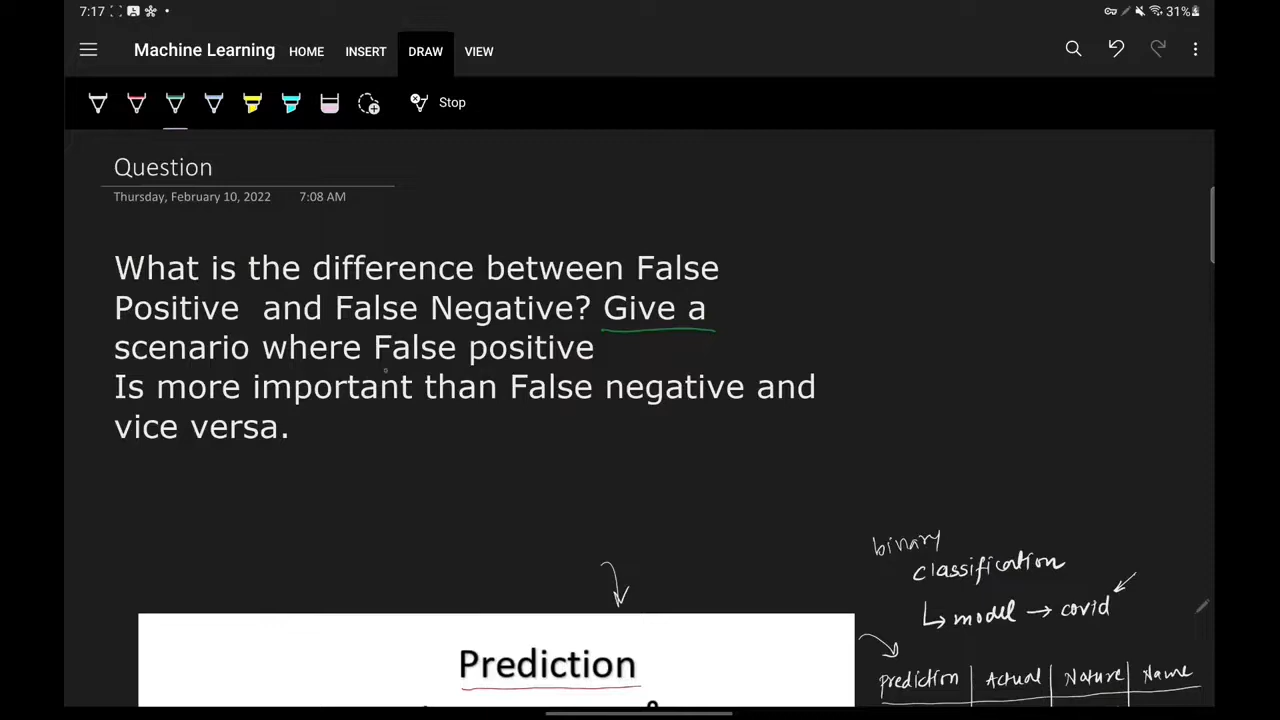 7:17
31%
Machine Learning HOME INSERT DRAW VIEW
Stop
Question
Thursday, February 10, 2022 7:08 AM
What is the difference between False
Positive and False Negative? Give a
scenario where False positive
Is more important than False negative and
vice versa.
binary
classification
↳ model → covid
Prediction
prediction Actual Nature Name